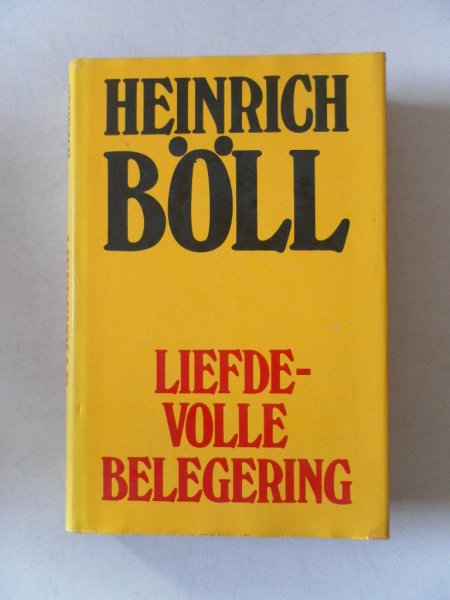 HEINRICH
BÖLL
LIEFDE-
VOLLE
BELEGERING